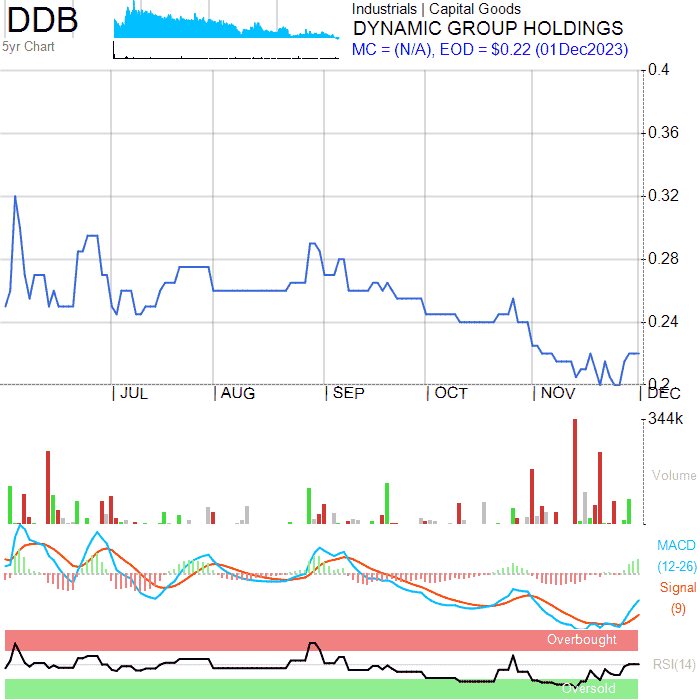 DDB
5yr Chart
Industrials | Capital Goods
DYNAMIC GROUP HOLDINGS
MC = (N/A), EOD = $0.22 (01Dec2023)
0.4
0.36
0.32
0.28
0.24
0.2
| JUL | AUG | SEP | OCT | NOV | DEC
344k
Volume
MACD
(12-26)
Signal
(9)
Overbought
RSI(14)
Oversold